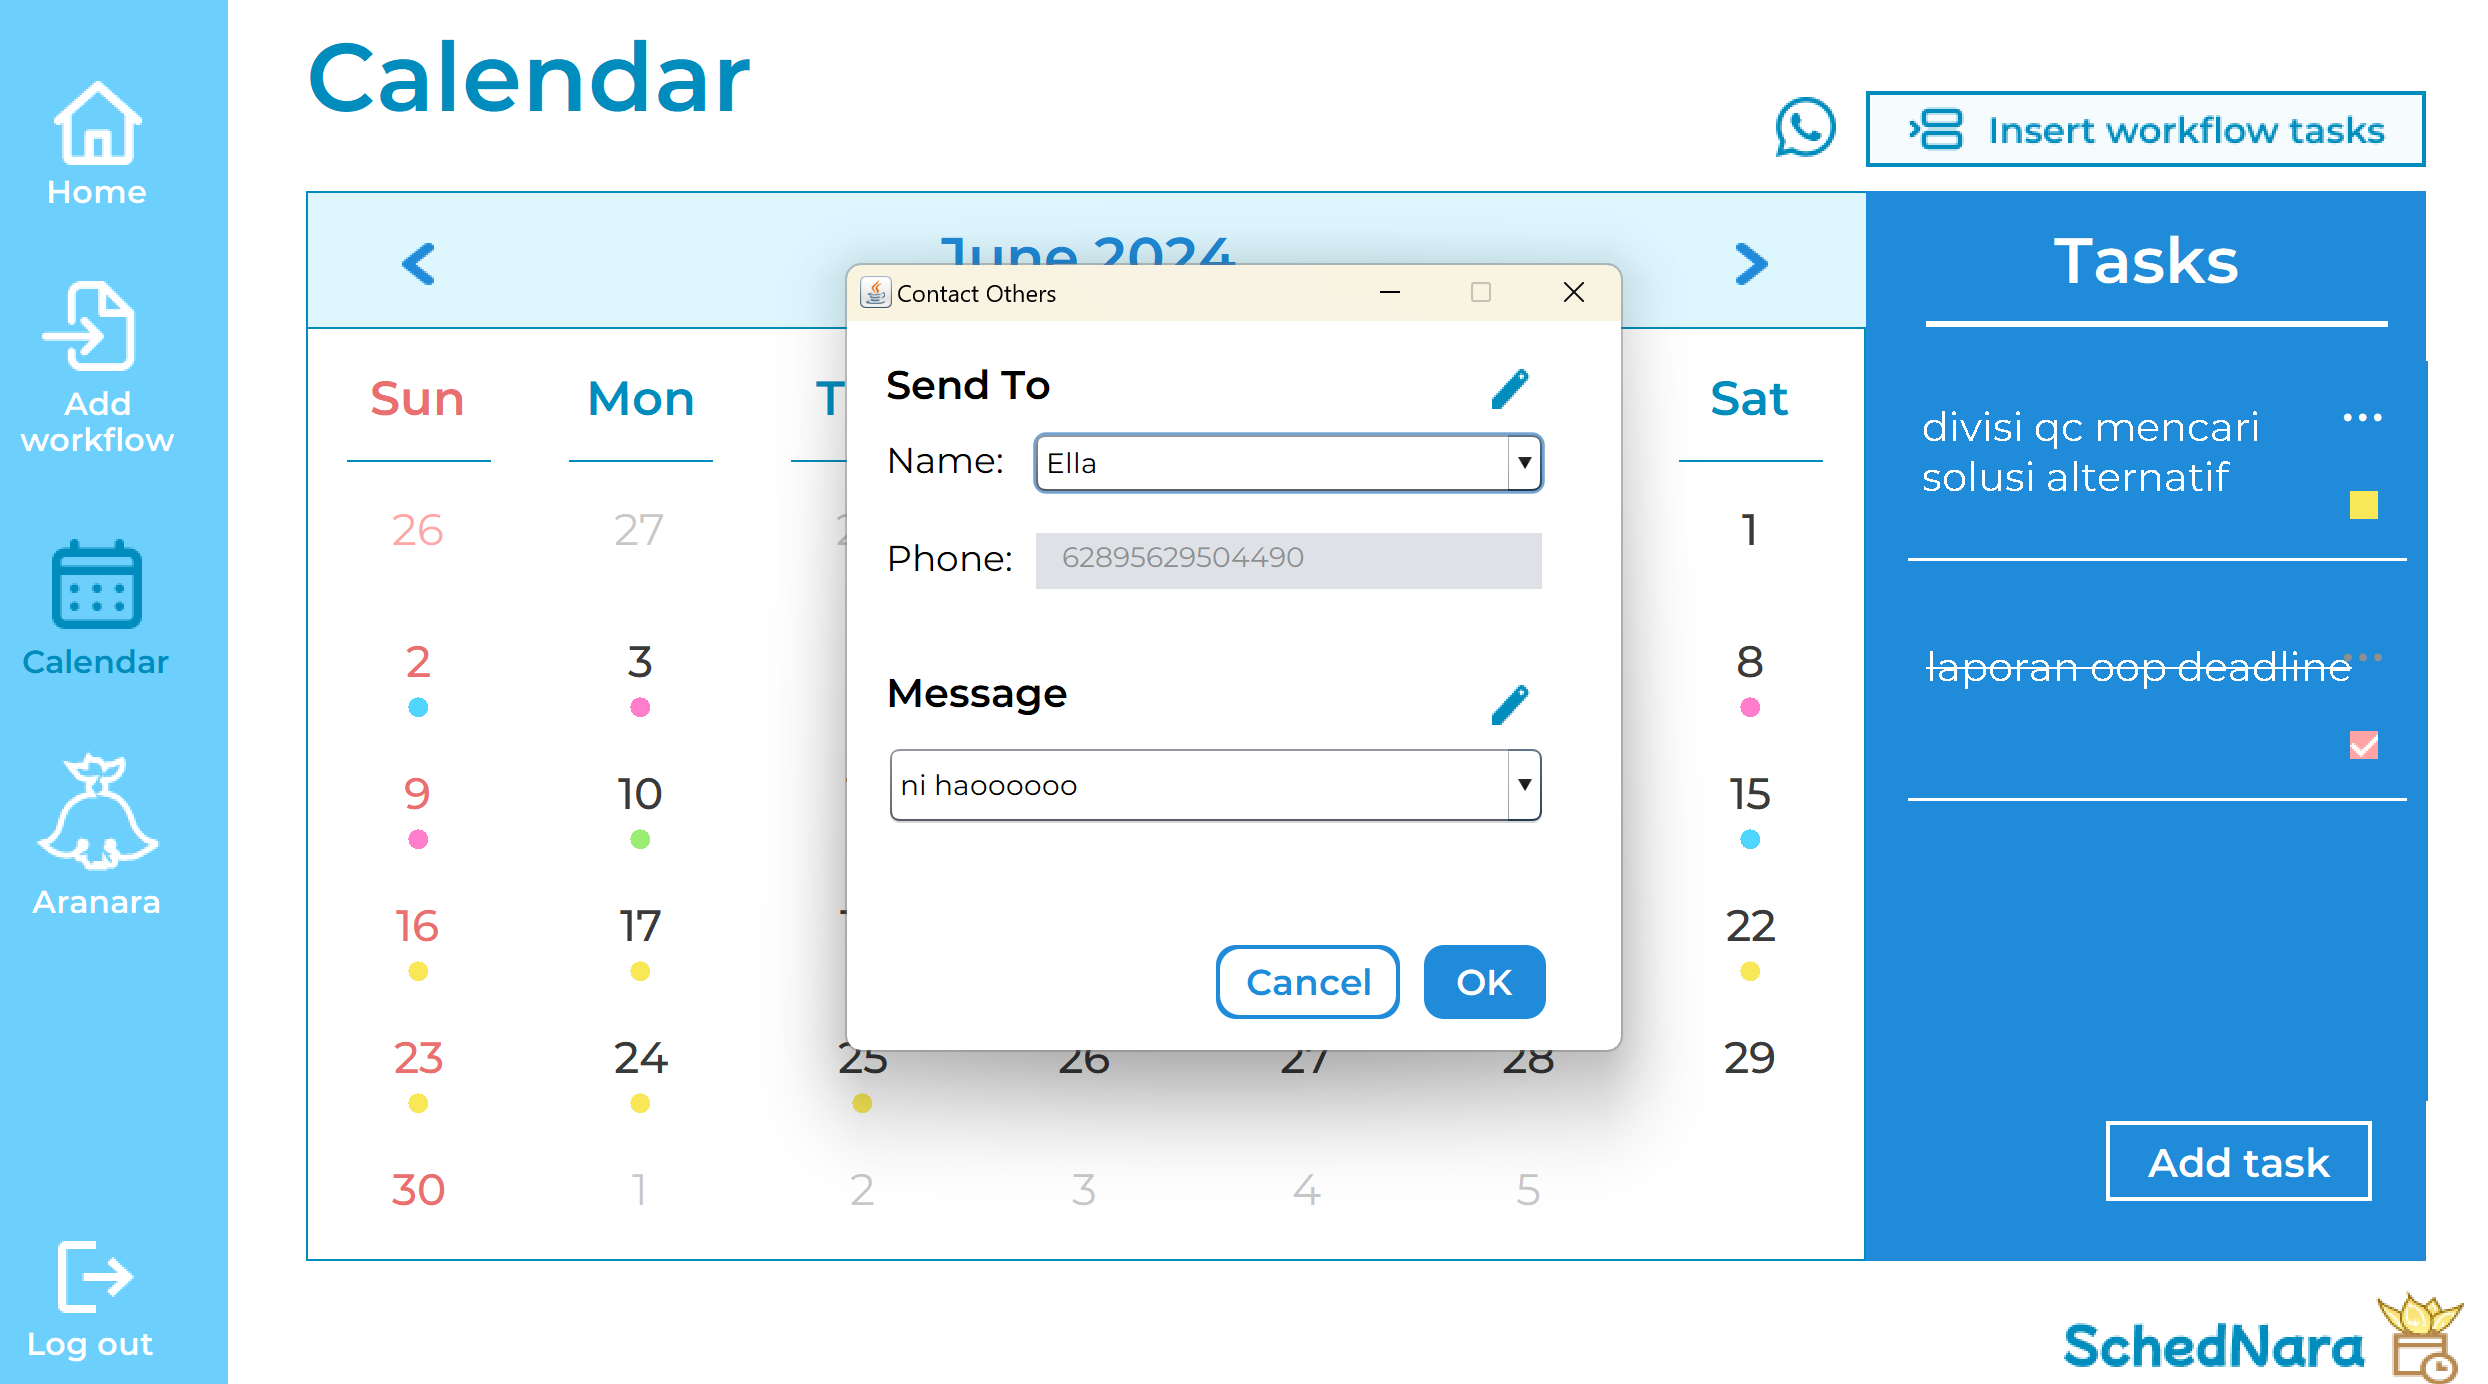 Calendar
Home
Add
workflow
Calendar
Aranara
Log out
Insert workflow tasks
June 2024
Sun Mon Sat
26 27 1
2 3 8
9 10 15
16 17 22
23 24 25 26 27 28 29
30 1 2 3 4 5
Contact Others
Send To
Name: Ella
Phone: 62895629504490
Message
ni haoooooo
Cancel OK
Tasks
divisi qc mencari
solusi alternatif
laporan oop deadline
Add task
SchedNara